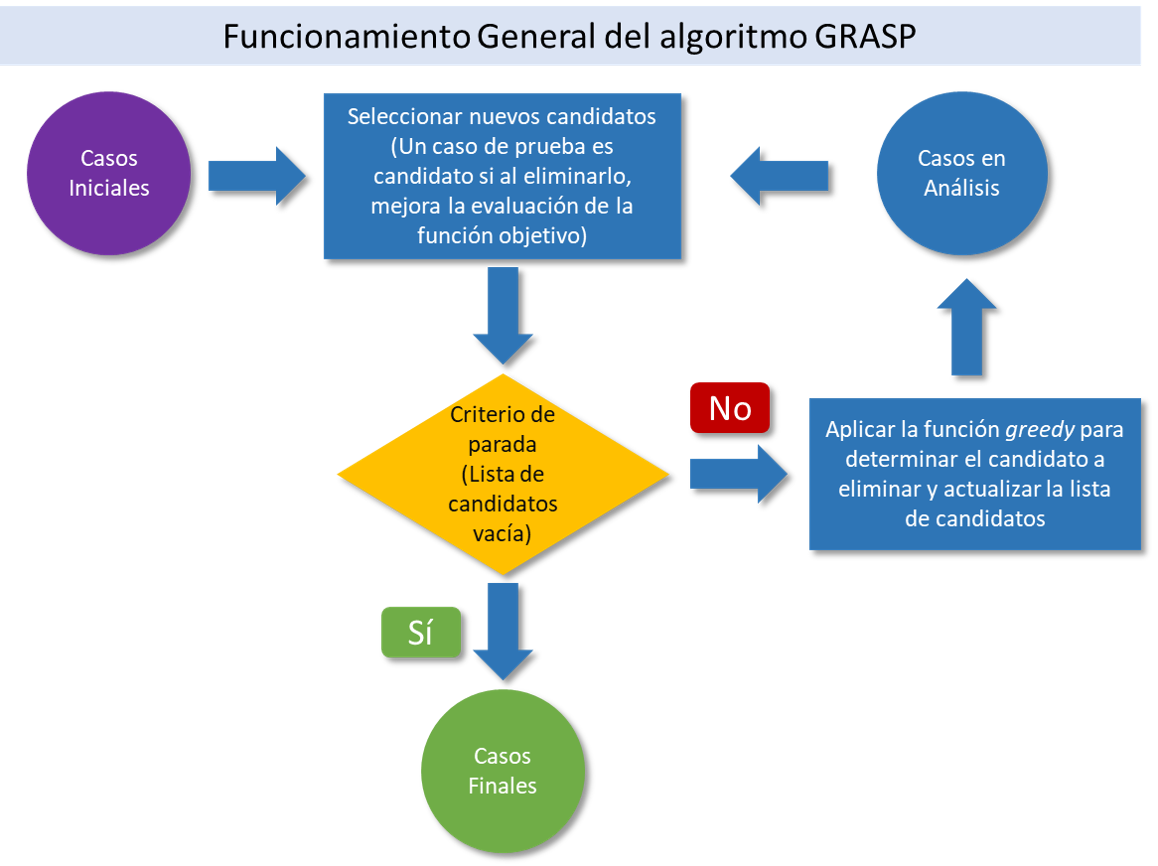 Funcionamiento General del algoritmo GRASP
Casos
Iniciales
Seleccionar nuevos candidatos
(Un caso de prueba es
candidato si al eliminarlo,
mejora la evaluación de la
función objetivo)
Casos en
Análisis
Criterio de
parada
(Lista de
candidatos
vacía)
No
Aplicar la función greedy para
determinar el candidato a
eliminar y actualizar la lista
de candidatos
Sí
Casos
Finales